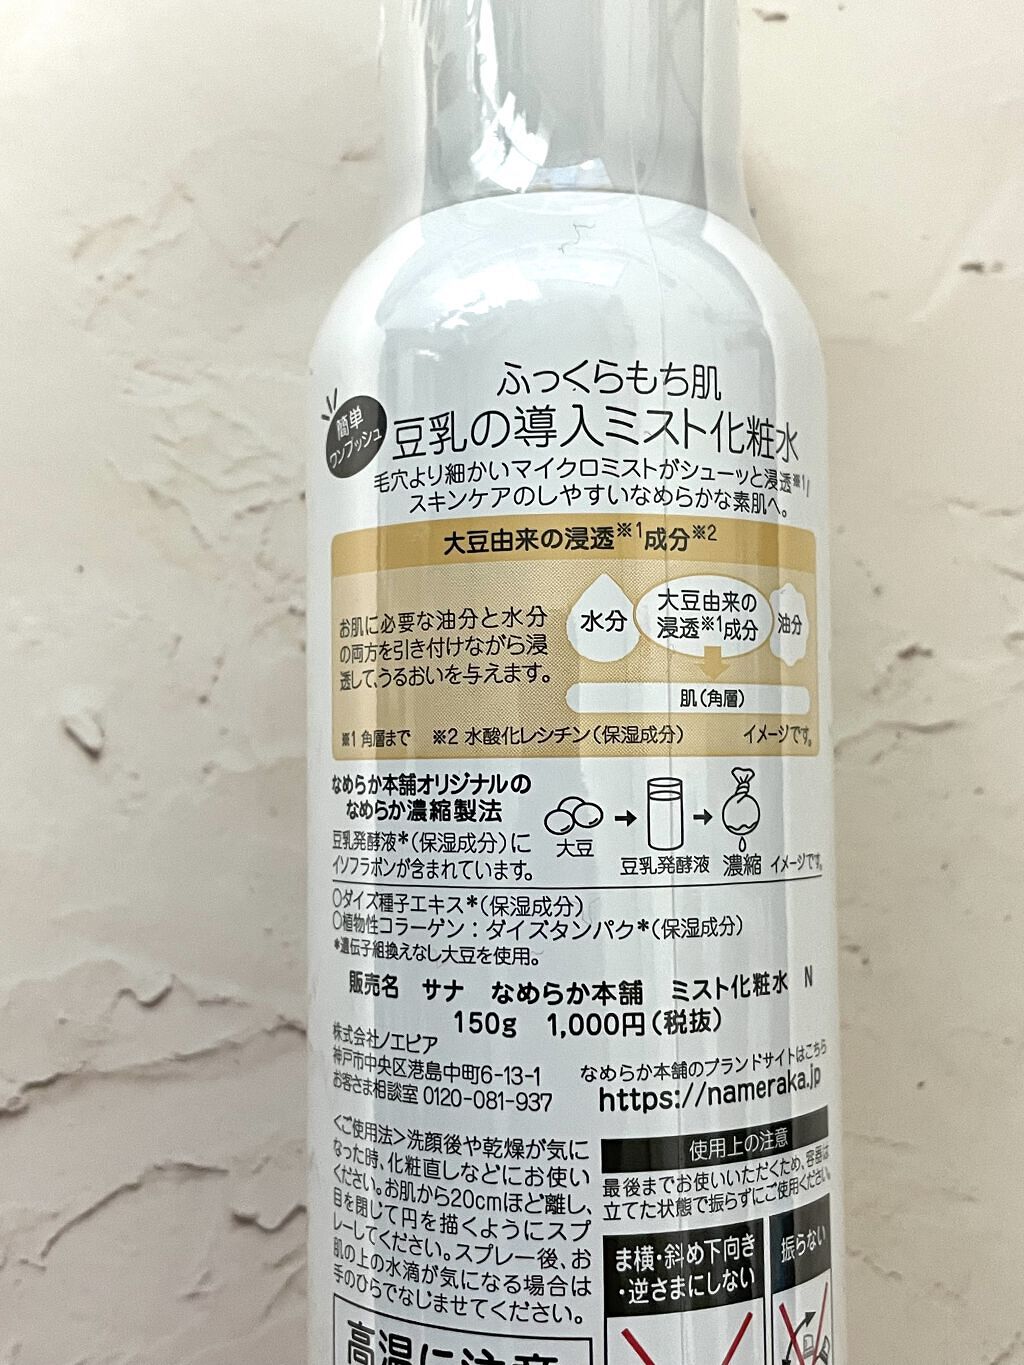 ふっくらもち肌
簡単
ワンプッシュ
豆乳の導入ミスト化粧水
毛穴より細かいマイクロミストがシューッと浸透※1
スキンケアのしやすいなめらかな素肌へ。
大豆由来の浸透※1成分※2
お肌に必要な油分と水分
の両方を引き付けながら浸
透して、うるおいを与えます。
水分
大豆由来の
浸透※1成分
油分
肌(角層)
※1 角層まで ※2 水酸化レシチン(保湿成分) イメージです。
なめらか本舗オリジナルの
なめらか濃縮製法
豆乳発酵液*(保湿成分)に
イソフラボンが含まれています。
大豆
豆乳発酵液
濃縮
イメージです。
○ダイズ種子エキス*(保湿成分)
○植物性コラーゲン：ダイズタンパク*(保湿成分)
*遺伝子組換えなし大豆を使用。
販売名 サナ なめらか本舗 ミスト化粧水 N
150g 1,000円(税抜)
株式会社ノエビア
神戸市中央区港島中町6-13-1
お客さま相談室 0120-081-937
なめらか本舗のブランドサイトはこちら
https://nameraka.jp
<ご使用法>洗顔後や乾燥が気に
なった時、化粧直しなどにお使い
ください。お肌から20cmほど離し、
目を閉じて円を描くようにスプ
レーしてください。スプレー後、お
肌の上の水滴が気になる場合は
手のひらでなじませてください。
使用上の注意
最後までお使いいただくため、容器は
立てた状態で振らずにご使用ください。
ま横・斜め下向き
・逆さまにしない
振らない
高温に注意